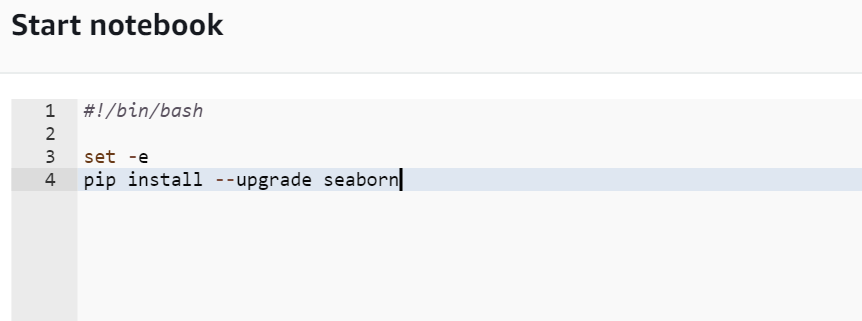 Start notebook
1 #!/bin/bash
2
3 set -e
4 pip install --upgrade seaborn